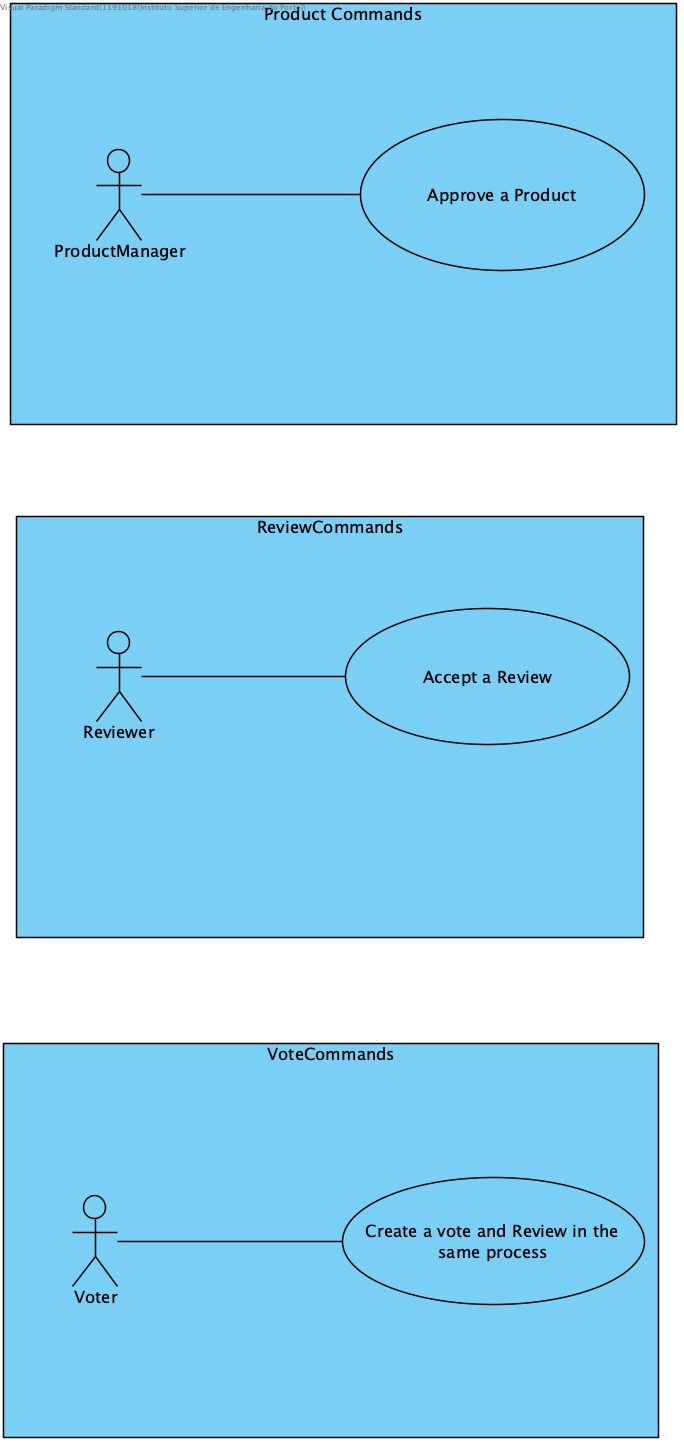 Visual Paradigm Standard(1191018(Instituto Superior de Engenharia do Porto))
Product Commands
Approve a Product
ProductManager
ReviewCommands
Accept a Review
Reviewer
VoteCommands
Create a vote and Review in the
same process
Voter